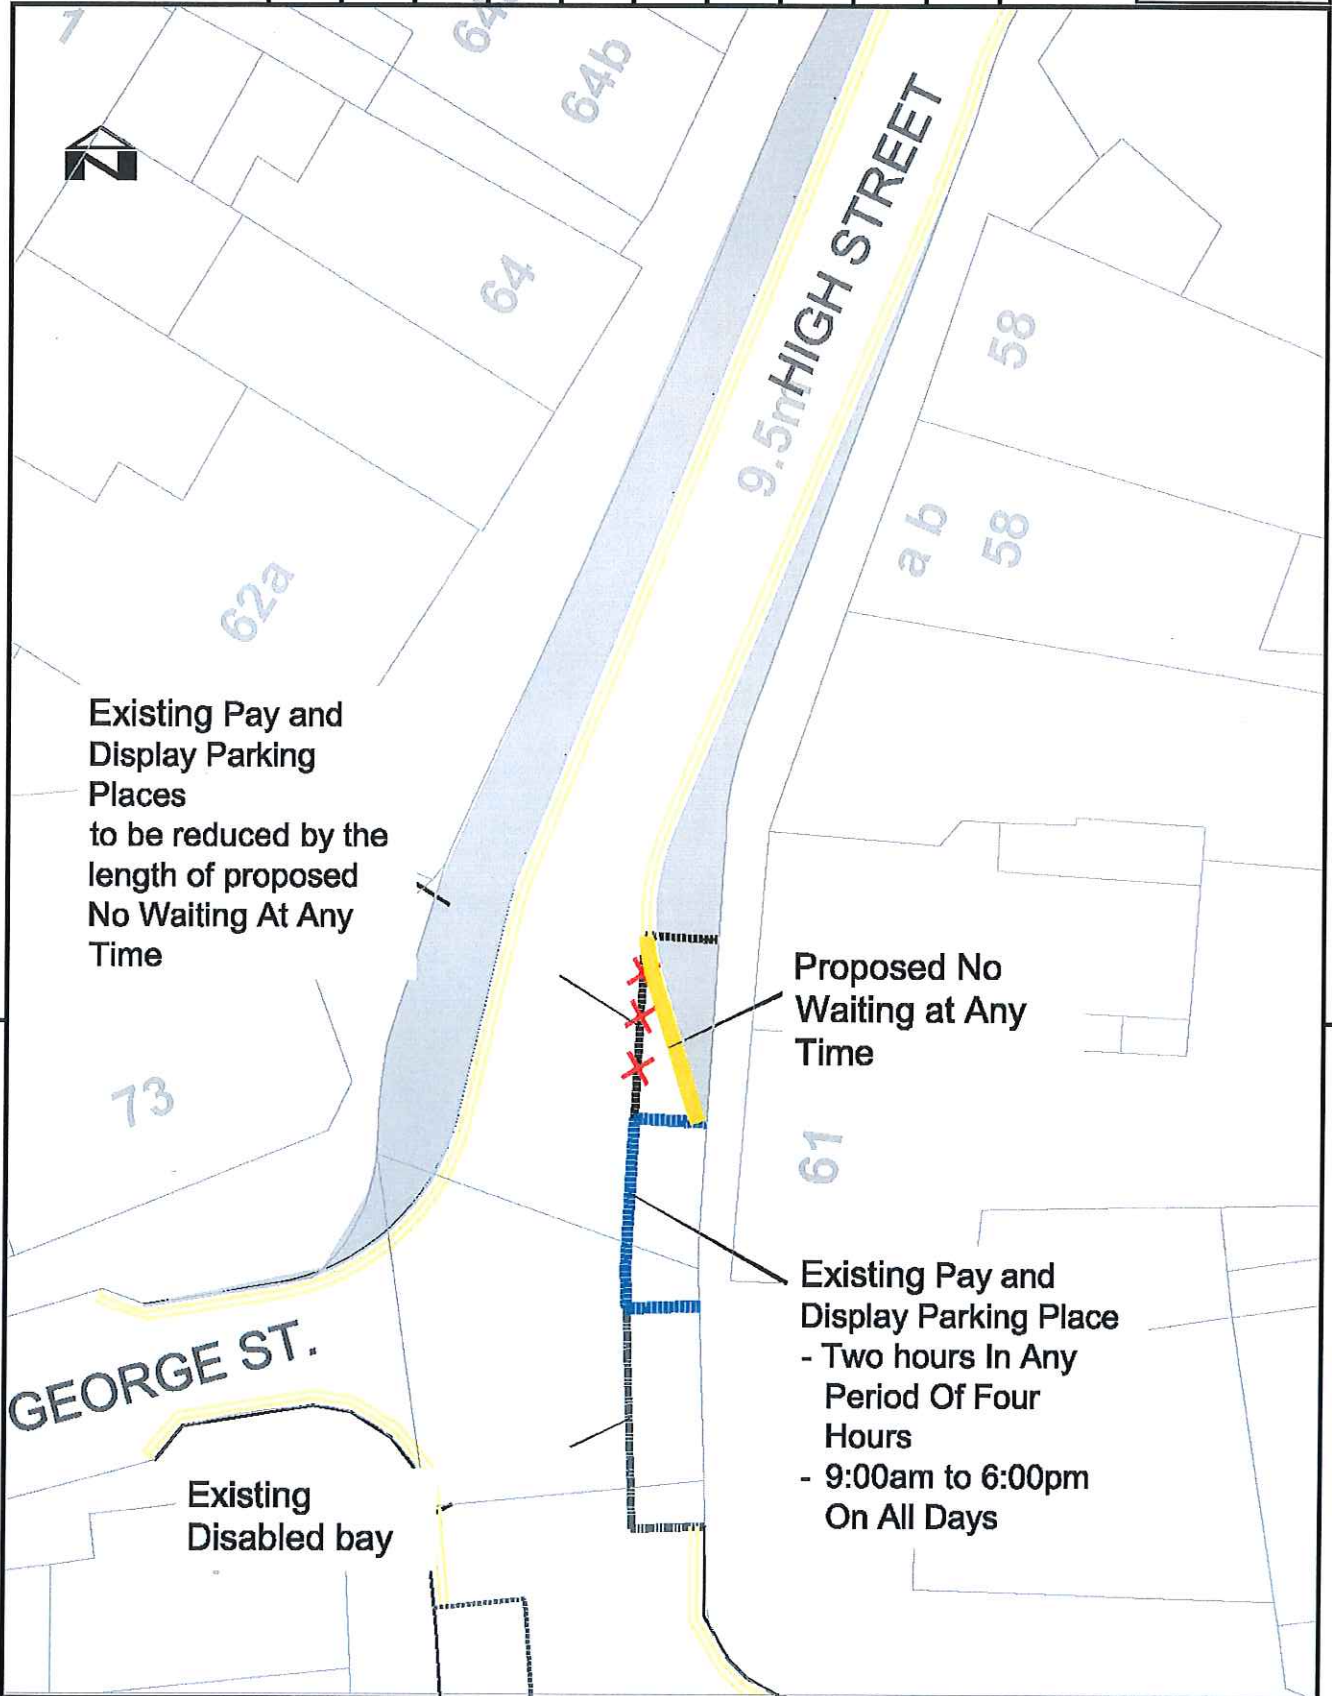 1
64b
N
64
HIGH STREET
9.5m
58
a b
58
62a
Existing Pay and
Display Parking
Places
to be reduced by the
length of proposed
No Waiting At Any
Time
Proposed No
Waiting at Any
Time
73
61
Existing Pay and
Display Parking Place
- Two hours In Any
Period Of Four
Hours
- 9:00am to 6:00pm
On All Days
GEORGE ST.
Existing
Disabled bay